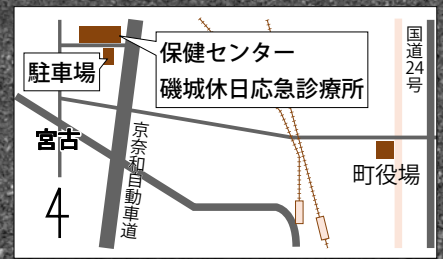 保健センター
磯城休日応急診療所
駐車場
国道24号
宮古
京奈和自動車道
町役場